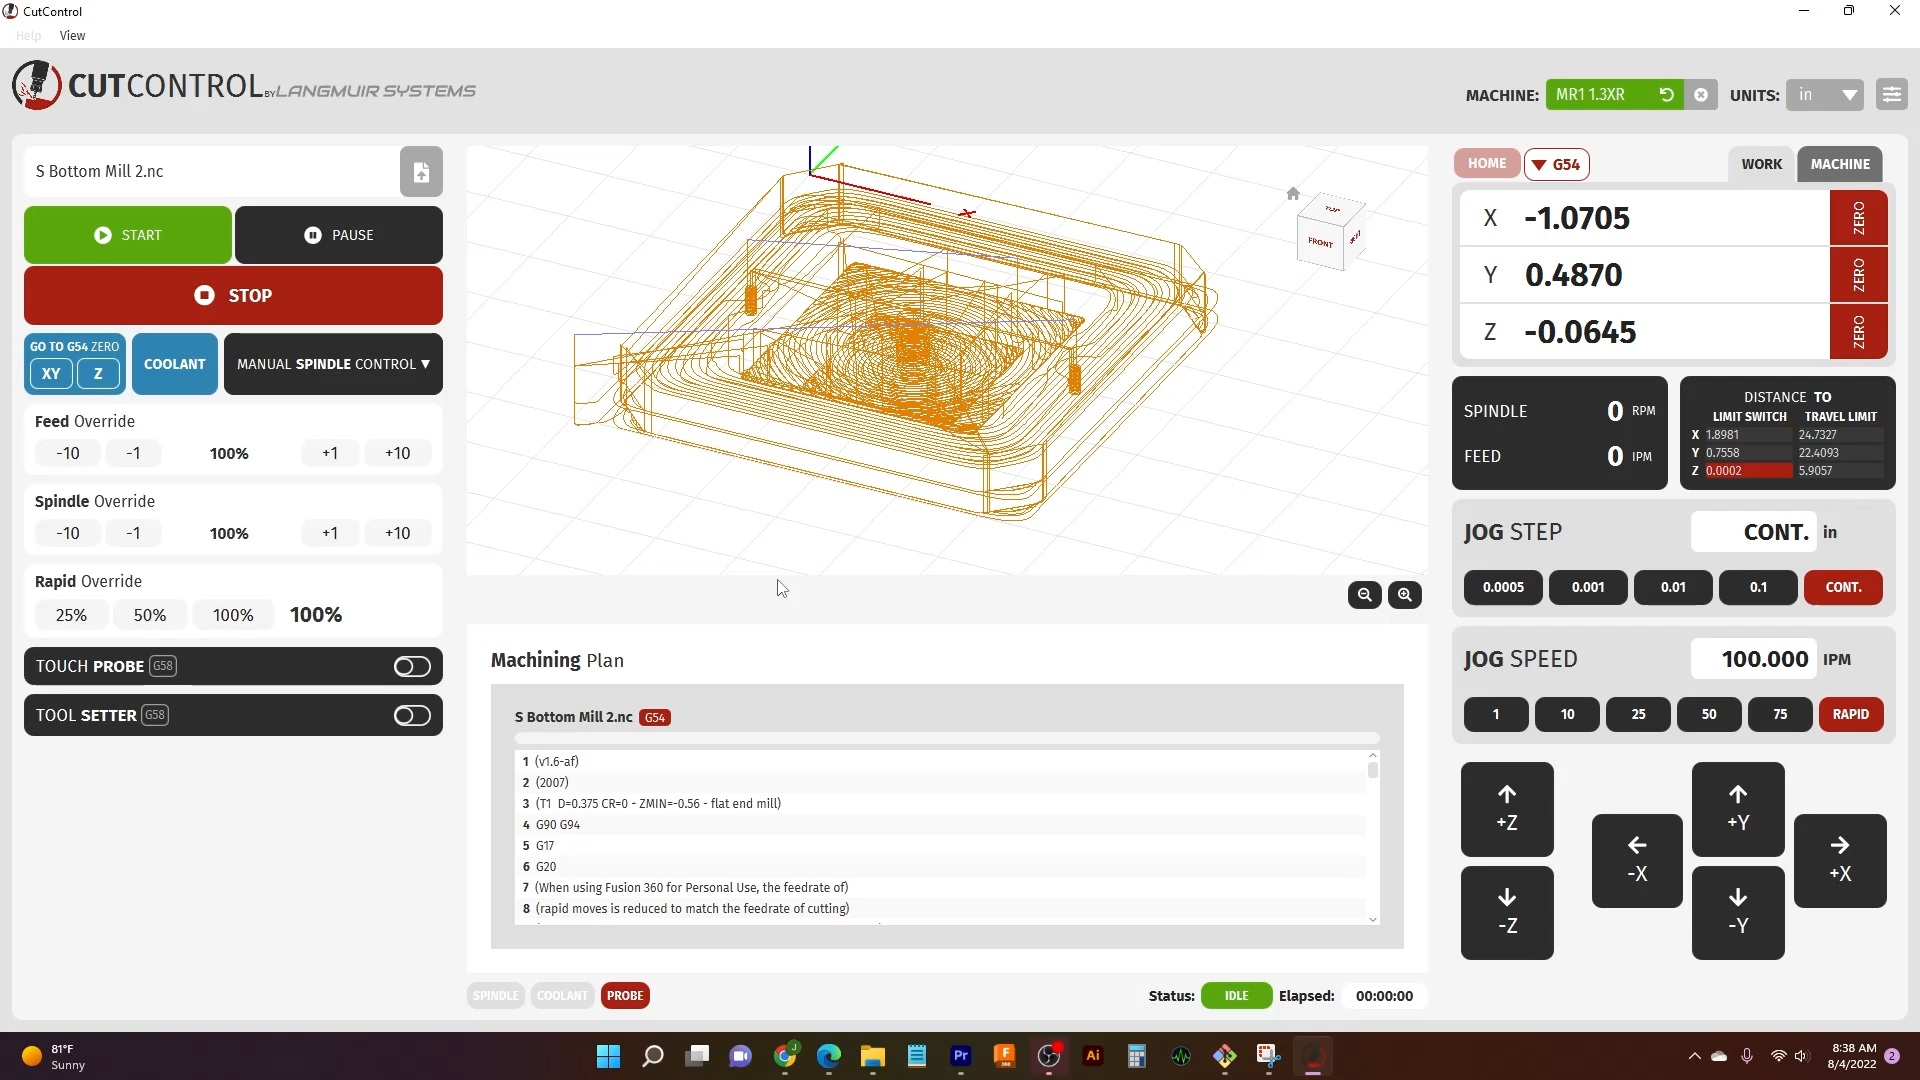 CutControl
Help View
CUTCONTROL BY LANGMUIR SYSTEMS
MACHINE: MR1 1.3XR UNITS: in
S Bottom Mill 2.nc
START PAUSE
STOP
GO TO G54 ZERO
XY Z
COOLANT
MANUAL SPINDLE CONTROL ▼
Feed Override
-10 -1 100% +1 +10
Spindle Override
-10 -1 100% +1 +10
Rapid Override
25% 50% 100% 100%
TOUCH PROBE G58
TOOL SETTER G58
X
TOP
FRONT
Machining Plan
S Bottom Mill 2.nc G54
1 (v1.6-af)
2 (2007)
3 (T1 D=0.375 CR=0 - ZMIN=-0.56 - flat end mill)
4 G90 G94
5 G17
6 G20
7 (When using Fusion 360 for Personal Use, the feedrate of)
8 (rapid moves is reduced to match the feedrate of cutting)
SPINDLE COOLANT PROBE
Status: IDLE Elapsed: 00:00:00
HOME G54 WORK MACHINE
X -1.0705 ZERO
Y 0.4870 ZERO
Z -0.0645 ZERO
SPINDLE 0 RPM
FEED 0 IPM
DISTANCE TO
LIMIT SWITCH TRAVEL LIMIT
X 1.8981 24.7327
Y 0.7558 22.4093
Z 0.0002 5.9057
JOG STEP CONT. in
0.0005 0.001 0.01 0.1 CONT.
JOG SPEED 100.000 IPM
1 10 25 50 75 RAPID
+Z
-Z
-X
+Y
-Y
+X
81°F
Sunny
Pr
F
360
Ai
8:38 AM
8/4/2022
2